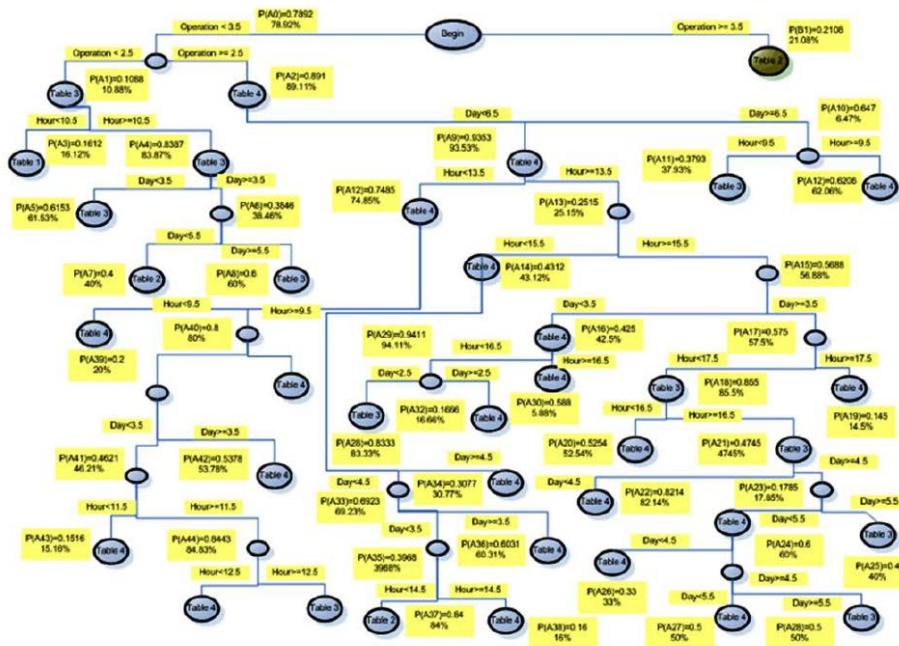 Operation < 3.5
P(A0)=0.7892
78.92%
Begin
Operation >= 3.5
P(B1)=0.2108
21.08%
Table 2
Operation < 2.5
Operation >= 2.5
Table 3
P(A1)=0.1088
10.88%
Table 4
P(A2)=0.891
89.11%
Hour<10.5
Hour>=10.5
Day<6.5
Day>=6.5
P(A10)=0.647
6.47%
Table 1
P(A3)=0.1612
16.12%
P(A4)=0.8387
83.87%
Table 3
P(A9)=0.9353
93.53%
Table 4
Hour<9.5
Hour>=9.5
P(A11)=0.3793
37.93%
Table 3
P(A12)=0.6206
62.06%
Table 4
Day<3.5
Day>=3.5
Hour<13.5
Hour>=13.5
P(A5)=0.6153
61.53%
Table 3
P(A6)=0.3846
38.46%
P(A12)=0.7485
74.85%
Table 4
P(A13)=0.2515
25.15%
Day<5.5
Day>=5.5
Hour<15.5
Hour>=15.5
P(A7)=0.4
40%
Table 2
P(A8)=0.6
60%
Table 3
Table 4
P(A14)=0.4312
43.12%
P(A15)=0.5688
56.88%
Hour<9.5
Hour>=9.5
Day<3.5
Day>=3.5
Table 4
P(A40)=0.8
80%
P(A29)=0.9411
94.11%
Table 4
P(A16)=0.425
42.5%
P(A17)=0.575
57.5%
P(A39)=0.2
20%
Table 4
Hour<16.5
Hour>=16.5
Hour<17.5
Hour>=17.5
Day<2.5
Day>=2.5
Table 4
Table 3
P(A18)=0.855
85.5%
Table 4
Table 3
P(A32)=0.1666
16.66%
Table 4
P(A30)=0.588
5.88%
Hour<16.5
Hour>=16.5
P(A19)=0.145
14.5%
Day<3.5
Day>=3.5
P(A28)=0.8333
83.33%
P(A20)=0.5254
52.54%
Table 4
P(A21)=0.4745
4745%
Table 3
P(A41)=0.4621
46.21%
P(A42)=0.5378
53.78%
Table 4
Day<4.5
Day>=4.5
P(A34)=0.3077
30.77%
Table 4
Day<4.5
Day>=4.5
P(A33)=0.6923
69.23%
Table 4
P(A22)=0.8214
82.14%
P(A23)=0.1785
17.85%
Hour<11.5
Hour>=11.5
Day<3.5
Day>=3.5
Day<5.5
Day>=5.5
P(A43)=0.1516
15.16%
Table 4
P(A44)=0.8443
84.83%
P(A35)=0.3968
3968%
P(A36)=0.6031
60.31%
Table 4
Day<4.5
Table 4
P(A24)=0.6
60%
Table 3
Hour<12.5
Hour>=12.5
Hour<14.5
Hour>=14.5
Table 4
Day>=4.5
P(A25)=0.4
40%
P(A26)=0.33
33%
Table 4
Table 3
Table 2
P(A37)=0.84
84%
Table 4
P(A38)=0.16
16%
Day<5.5
Day>=5.5
P(A27)=0.5
50%
Table 4
P(A28)=0.5
50%
Table 3